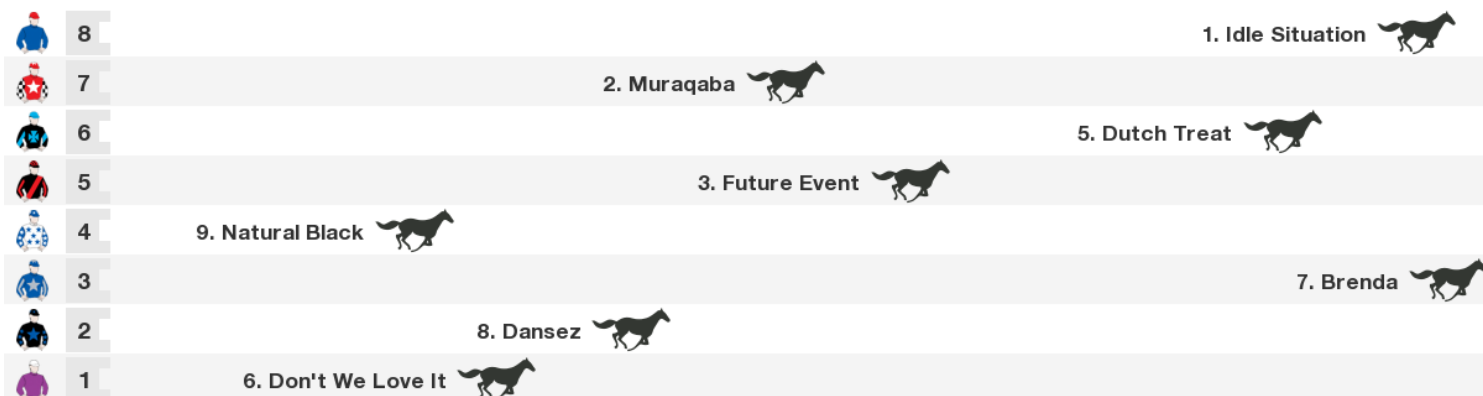 8 1. Idle Situation
7 2. Muraqaba
6 5. Dutch Treat
5 3. Future Event
4 9. Natural Black
3 7. Brenda
2 8. Dansez
1 6. Don't We Love It